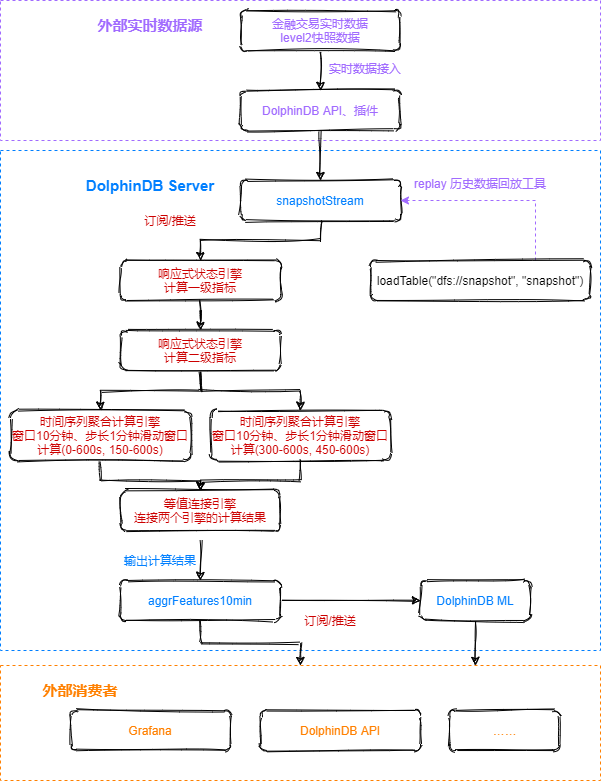 外部实时数据源
金融交易实时数据
level2快照数据
实时数据接入
DolphinDB API、插件
DolphinDB Server
replay 历史数据回放工具
snapshotStream
订阅/推送
响应式状态引擎
计算一级指标
loadTable("dfs://snapshot", "snapshot")
响应式状态引擎
计算二级指标
时间序列聚合计算引擎
窗口10分钟、步长1分钟滑动窗口
计算(0-600s, 150-600s)
时间序列聚合计算引擎
窗口10分钟、步长1分钟滑动窗口
计算(300-600s, 450-600s)
等值连接引擎
连接两个引擎的计算结果
输出计算结果
aggrFeatures10min
DolphinDB ML
订阅/推送
外部消费者
Grafana
DolphinDB API
……